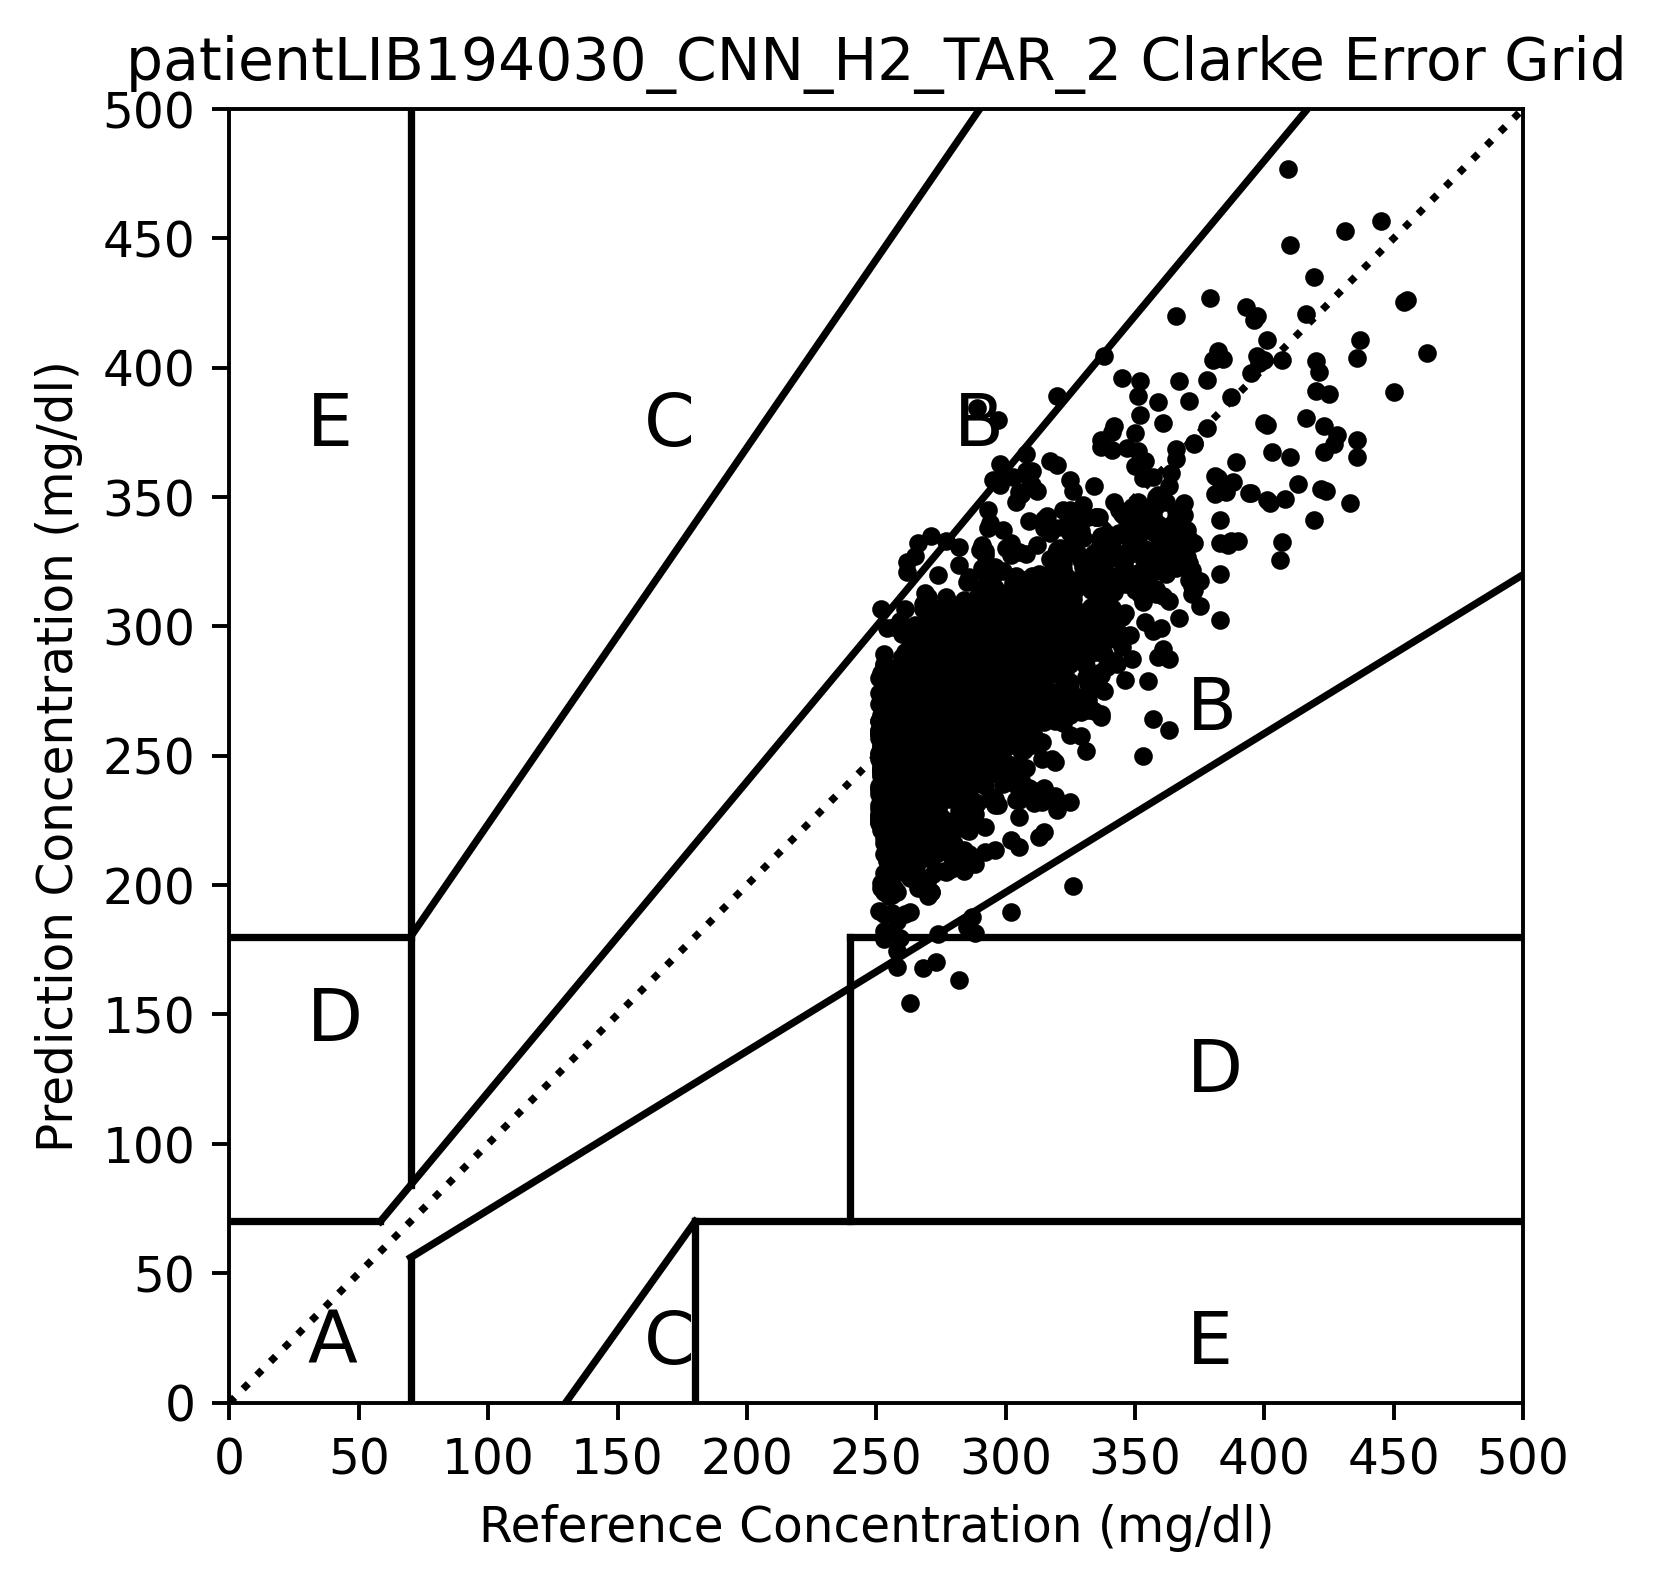 patientLIB194030_CNN_H2_TAR_2 Clarke Error Grid
500
450
400
350
300
250
200
150
100
50
0
Prediction Concentration (mg/dl)
E
C
B
D
B
D
A
C
E
0 50 100 150 200 250 300 350 400 450 500
Reference Concentration (mg/dl)